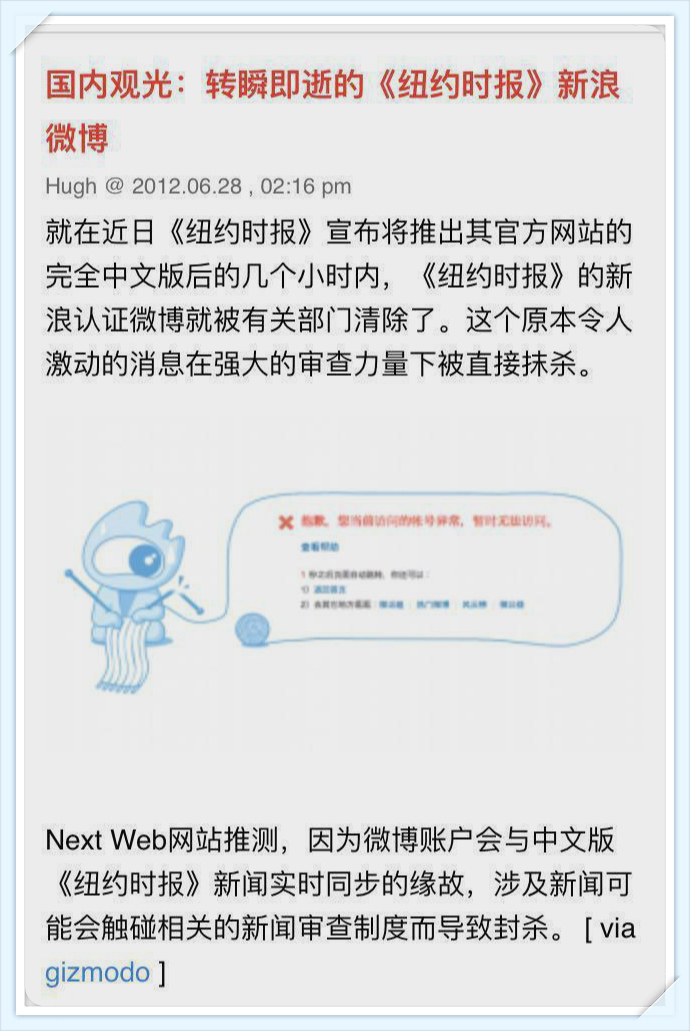 国内观光：转瞬即逝的《纽约时报》新浪
微博
Hugh @ 2012.06.28 , 02:16 pm
就在近日《纽约时报》宣布将推出其官方网站的
完全中文版后的几个小时内，《纽约时报》的新
浪认证微博就被有关部门清除了。这个原本令人
激动的消息在强大的审查力量下被直接抹杀。
抱歉，您当前访问的帐号异常，暂时无法访问。
查看帮助
1 秒之后页面自动跳转，你还可以：
1) 返回首页
2) 去其它地方逛逛：微话题 热门微博 风云榜
Next Web网站推测，因为微博账户会与中文版
《纽约时报》新闻实时同步的缘故，涉及新闻可
能会触碰相关的新闻审查制度而导致封杀。 [ via
gizmodo ]